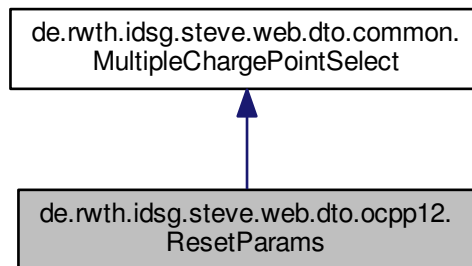 de.rwth.idsg.steve.web.dto.common.
MultipleChargePointSelect
de.rwth.idsg.steve.web.dto.ocpp12.
ResetParams